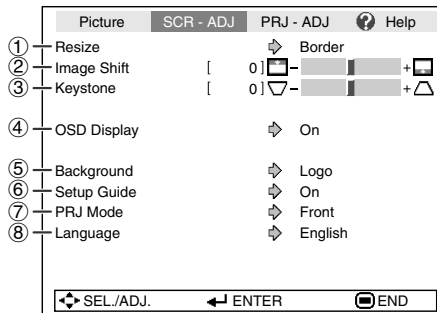 Picture SCR - ADJ PRJ - ADJ ? Help
① Resize Border
② Image Shift [ 0 ] − +
③ Keystone [ 0 ] − +
④ OSD Display On
⑤ Background Logo
⑥ Setup Guide On
⑦ PRJ Mode Front
⑧ Language English
SEL./ADJ. ENTER END